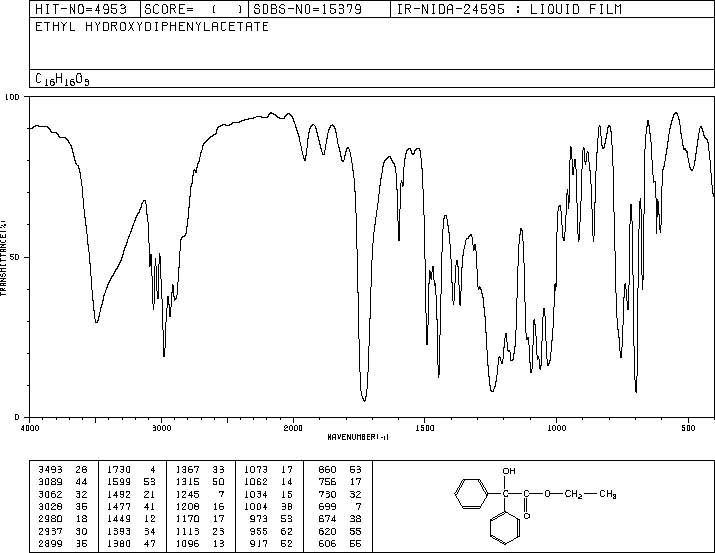 HIT-NO=4953 SCORE= ( ) SDBS-NO=15379 IR-NIDA-24595 : LIQUID FILM
ETHYL HYDROXYDIPHENYLACETATE
C16H16O3
100
50
0
TRANSMITTANCE(%)
4000 3000 2000 1500 1000 500
WAVENUMBER(-1)
3493 28 1730 4 1367 33 1073 17 860 53
3089 44 1599 53 1315 50 1062 14 756 17
3062 32 1492 21 1245 7 1034 15 730 32
3028 35 1477 41 1208 16 1004 38 699 7
2980 18 1449 12 1170 17 973 53 674 38
2937 30 1393 34 1113 23 955 62 620 55
2899 35 1380 47 1096 13 917 52 606 55
OH
C C O CH2 CH3
O